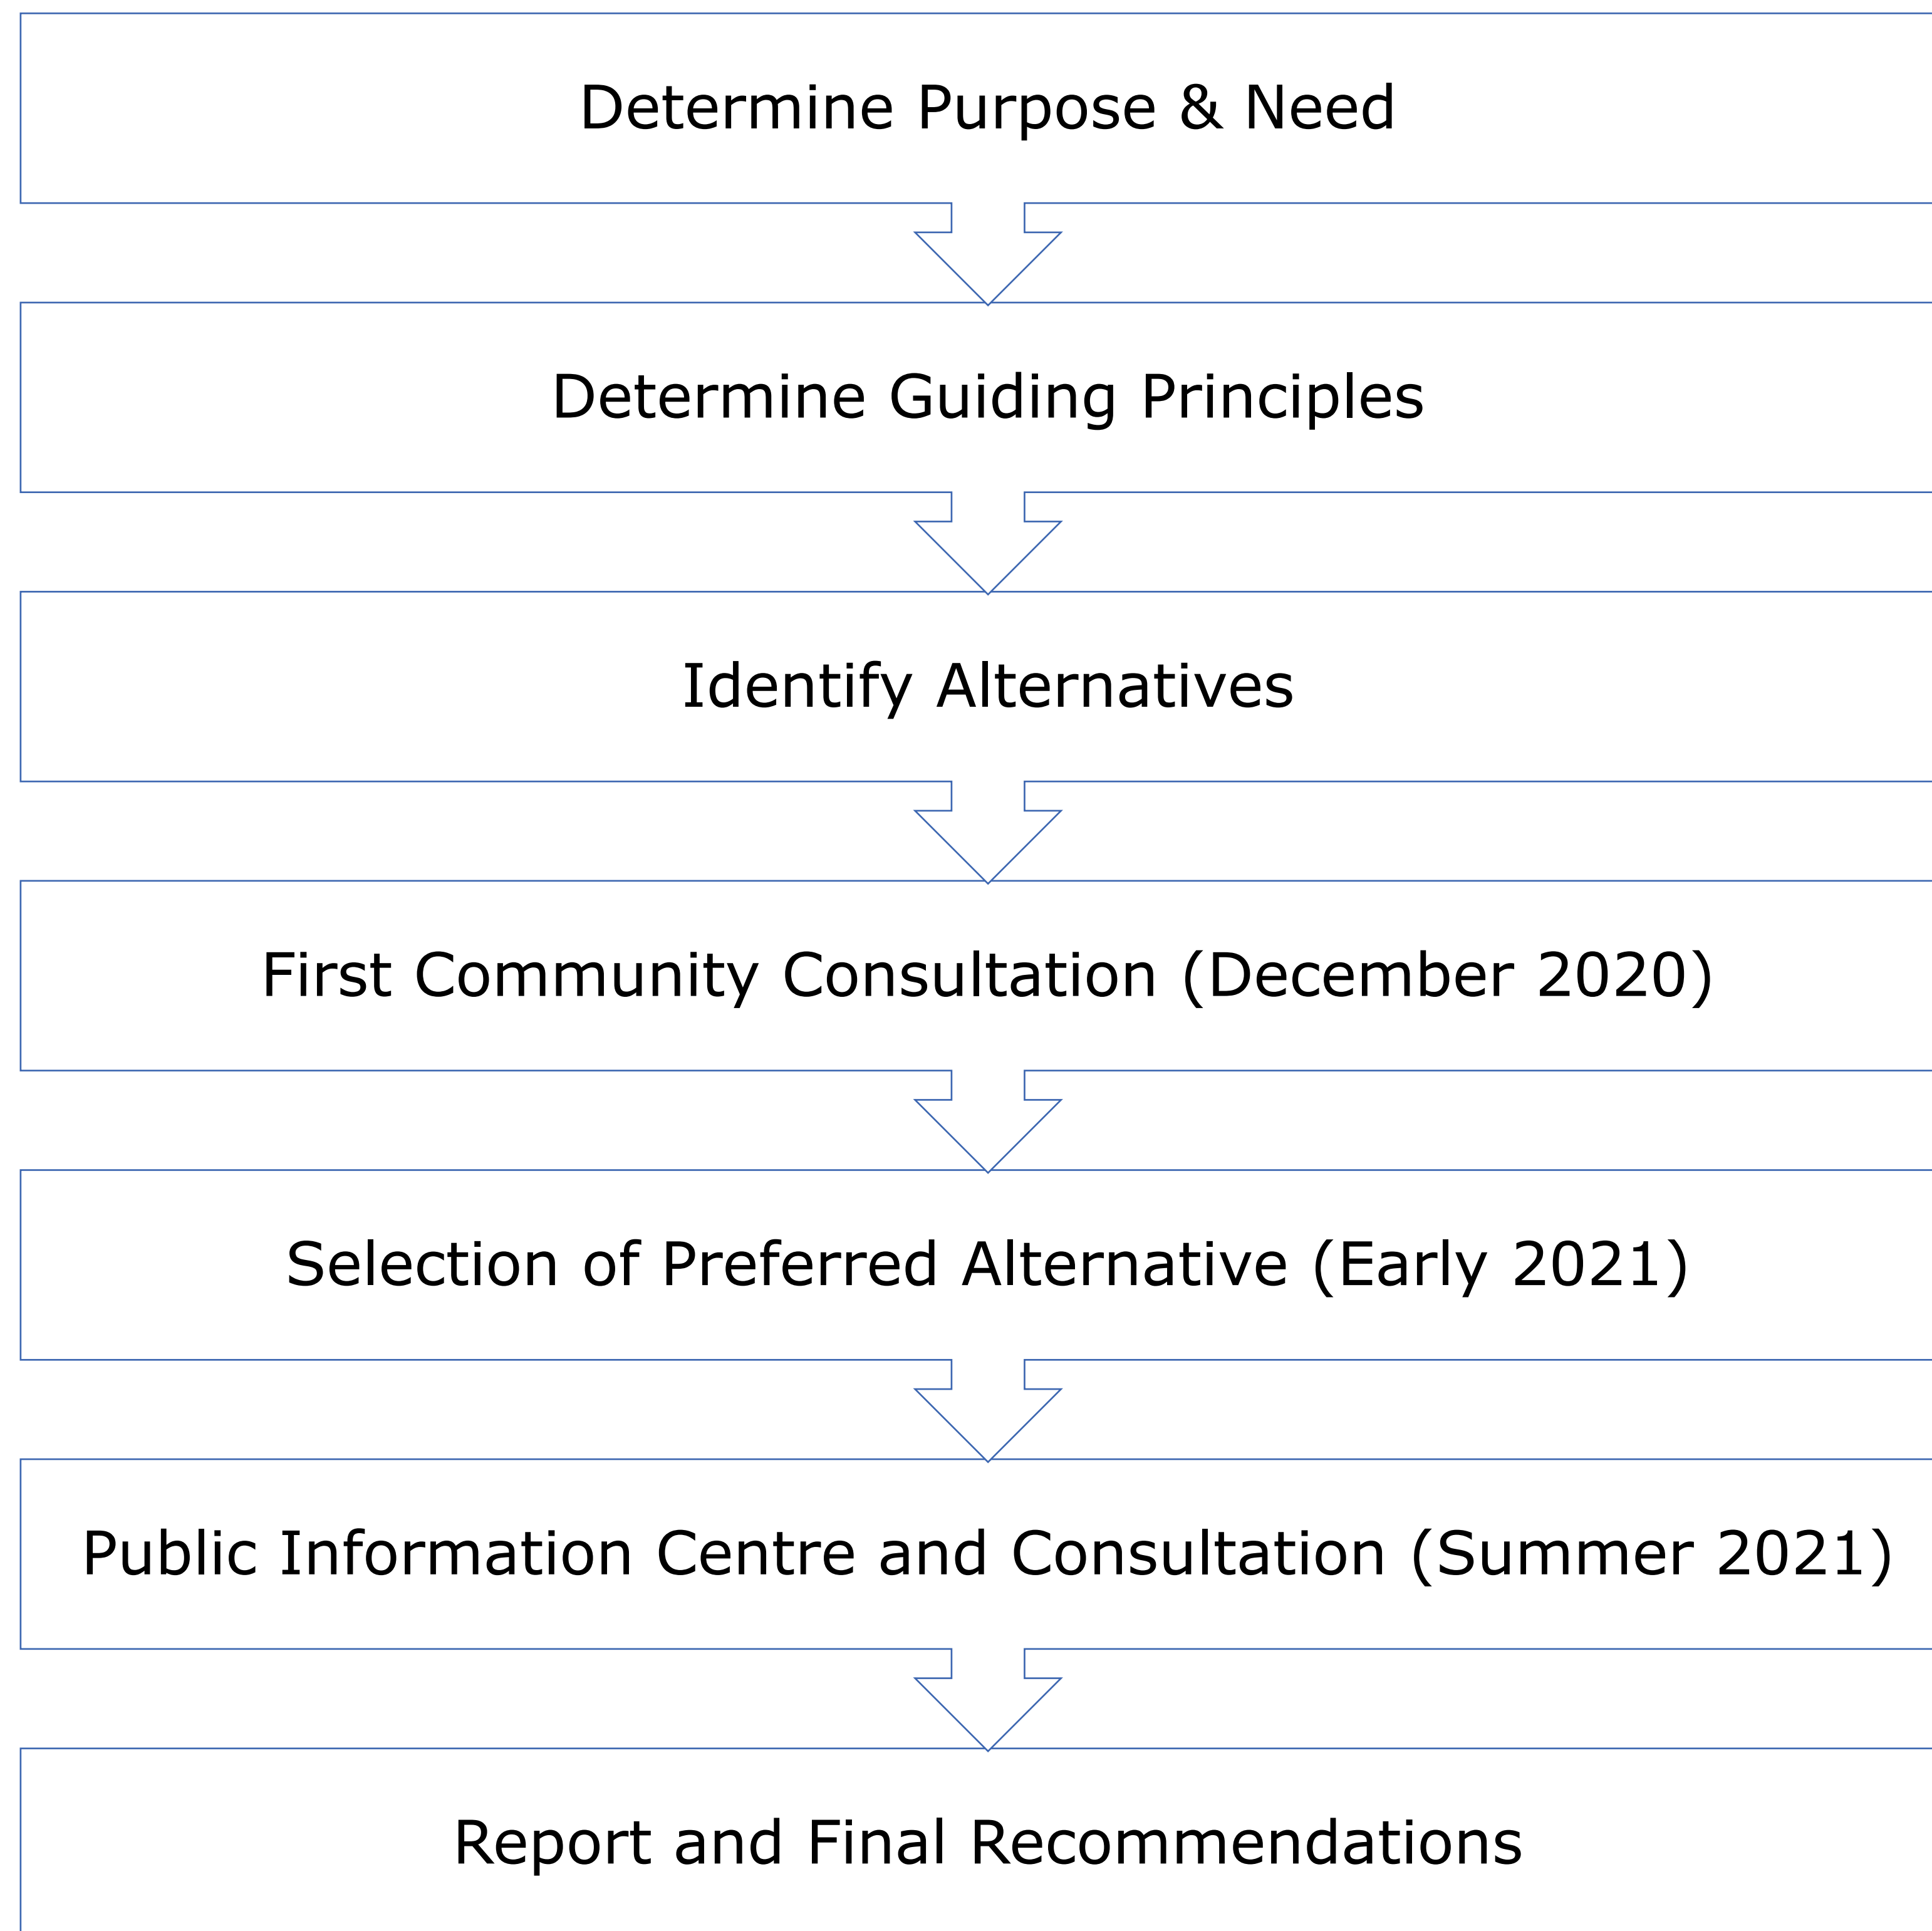 Determine Purpose & Need
Determine Guiding Principles
Identify Alternatives
First Community Consultation (December 2020)
Selection of Preferred Alternative (Early 2021)
Public Information Centre and Consultation (Summer 2021)
Report and Final Recommendations